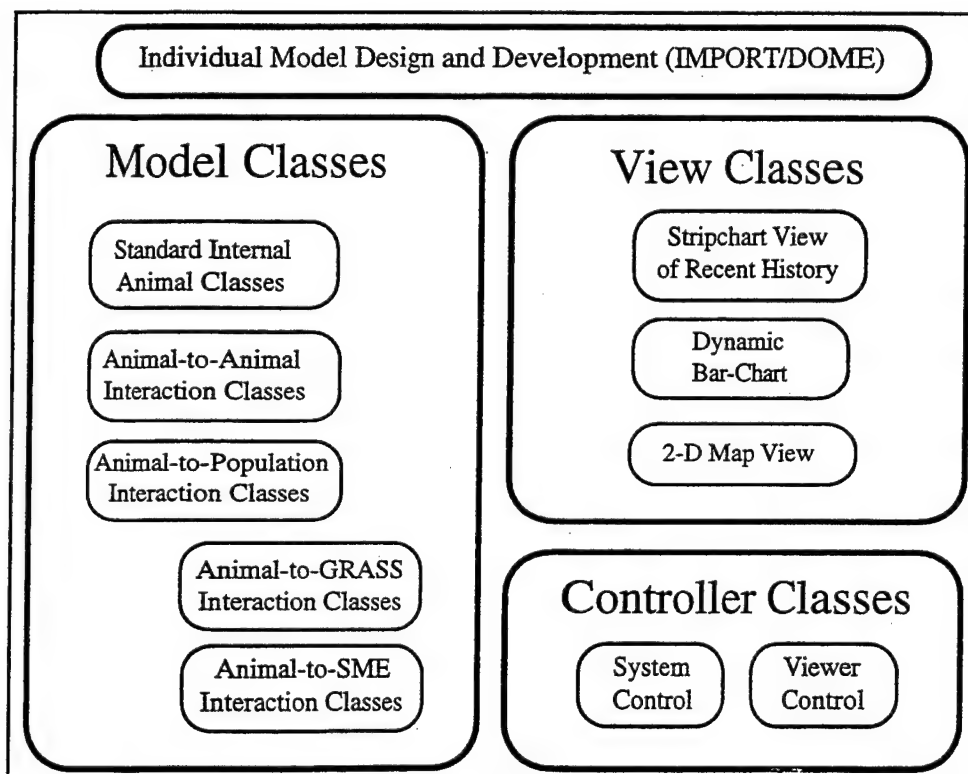 Individual Model Design and Development (IMPORT/DOME)
Model Classes
Standard Internal
Animal Classes
Animal-to-Animal
Interaction Classes
Animal-to-Population
Interaction Classes
Animal-to-GRASS
Interaction Classes
Animal-to-SME
Interaction Classes
View Classes
Stripchart View
of Recent History
Dynamic
Bar-Chart
2-D Map View
Controller Classes
System
Control
Viewer
Control